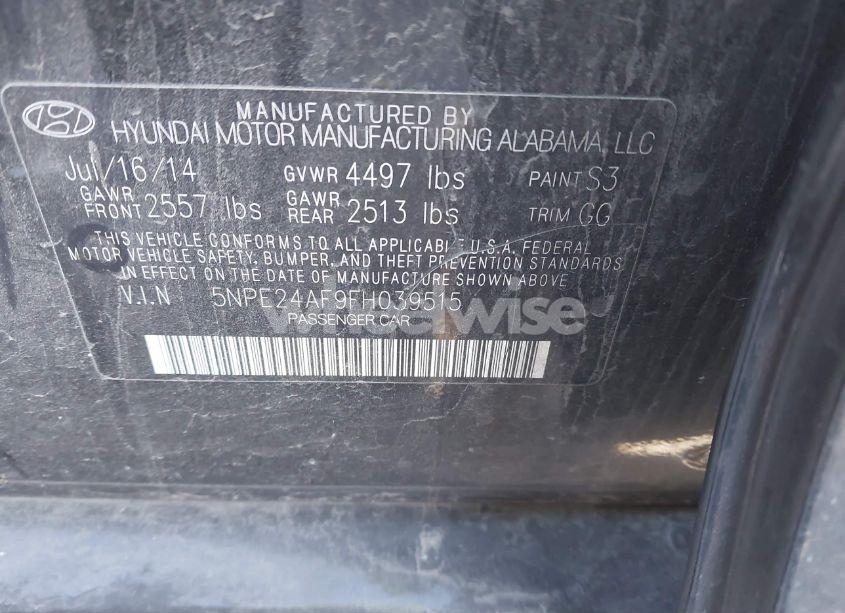 MANUFACTURED BY
HYUNDAI MOTOR MANUFACTURING ALABAMA, LLC
Jul/16/14 GVWR 4497 lbs PAINT S3
GAWR FRONT 2557 lbs GAWR REAR 2513 lbs TRIM GG
THIS VEHICLE CONFORMS TO ALL APPLICABLE U.S.A. FEDERAL
MOTOR VEHICLE SAFETY, BUMPER, AND THEFT PREVENTION STANDARDS
IN EFFECT ON THE DATE OF MANUFACTURE SHOWN ABOVE
V.I.N 5NPE24AF9FH039515
PASSENGER CAR
wheelwise